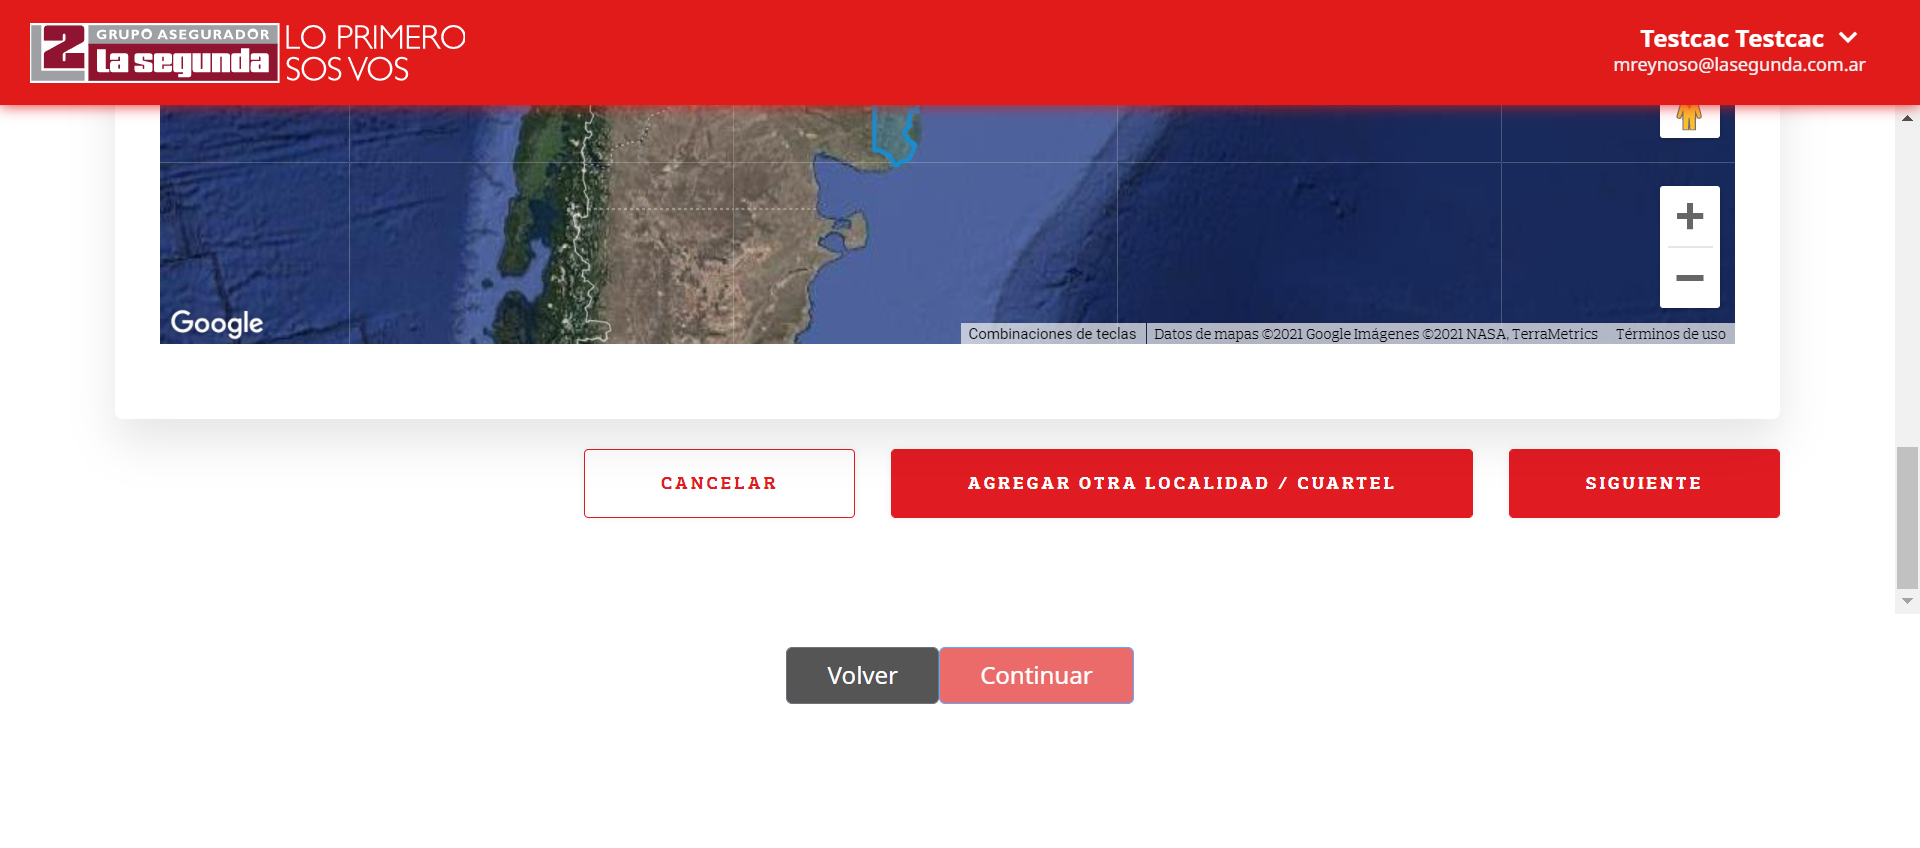 2 GRUPO ASEGURADOR
La segunda
LO PRIMERO
SOS VOS
Testcac Testcac
mreynoso@lasegunda.com.ar
Google
Combinaciones de teclas
Datos de mapas ©2021 Google Imágenes ©2021 NASA, TerraMetrics
Términos de uso
CANCELAR
AGREGAR OTRA LOCALIDAD / CUARTEL
SIGUIENTE
Volver
Continuar